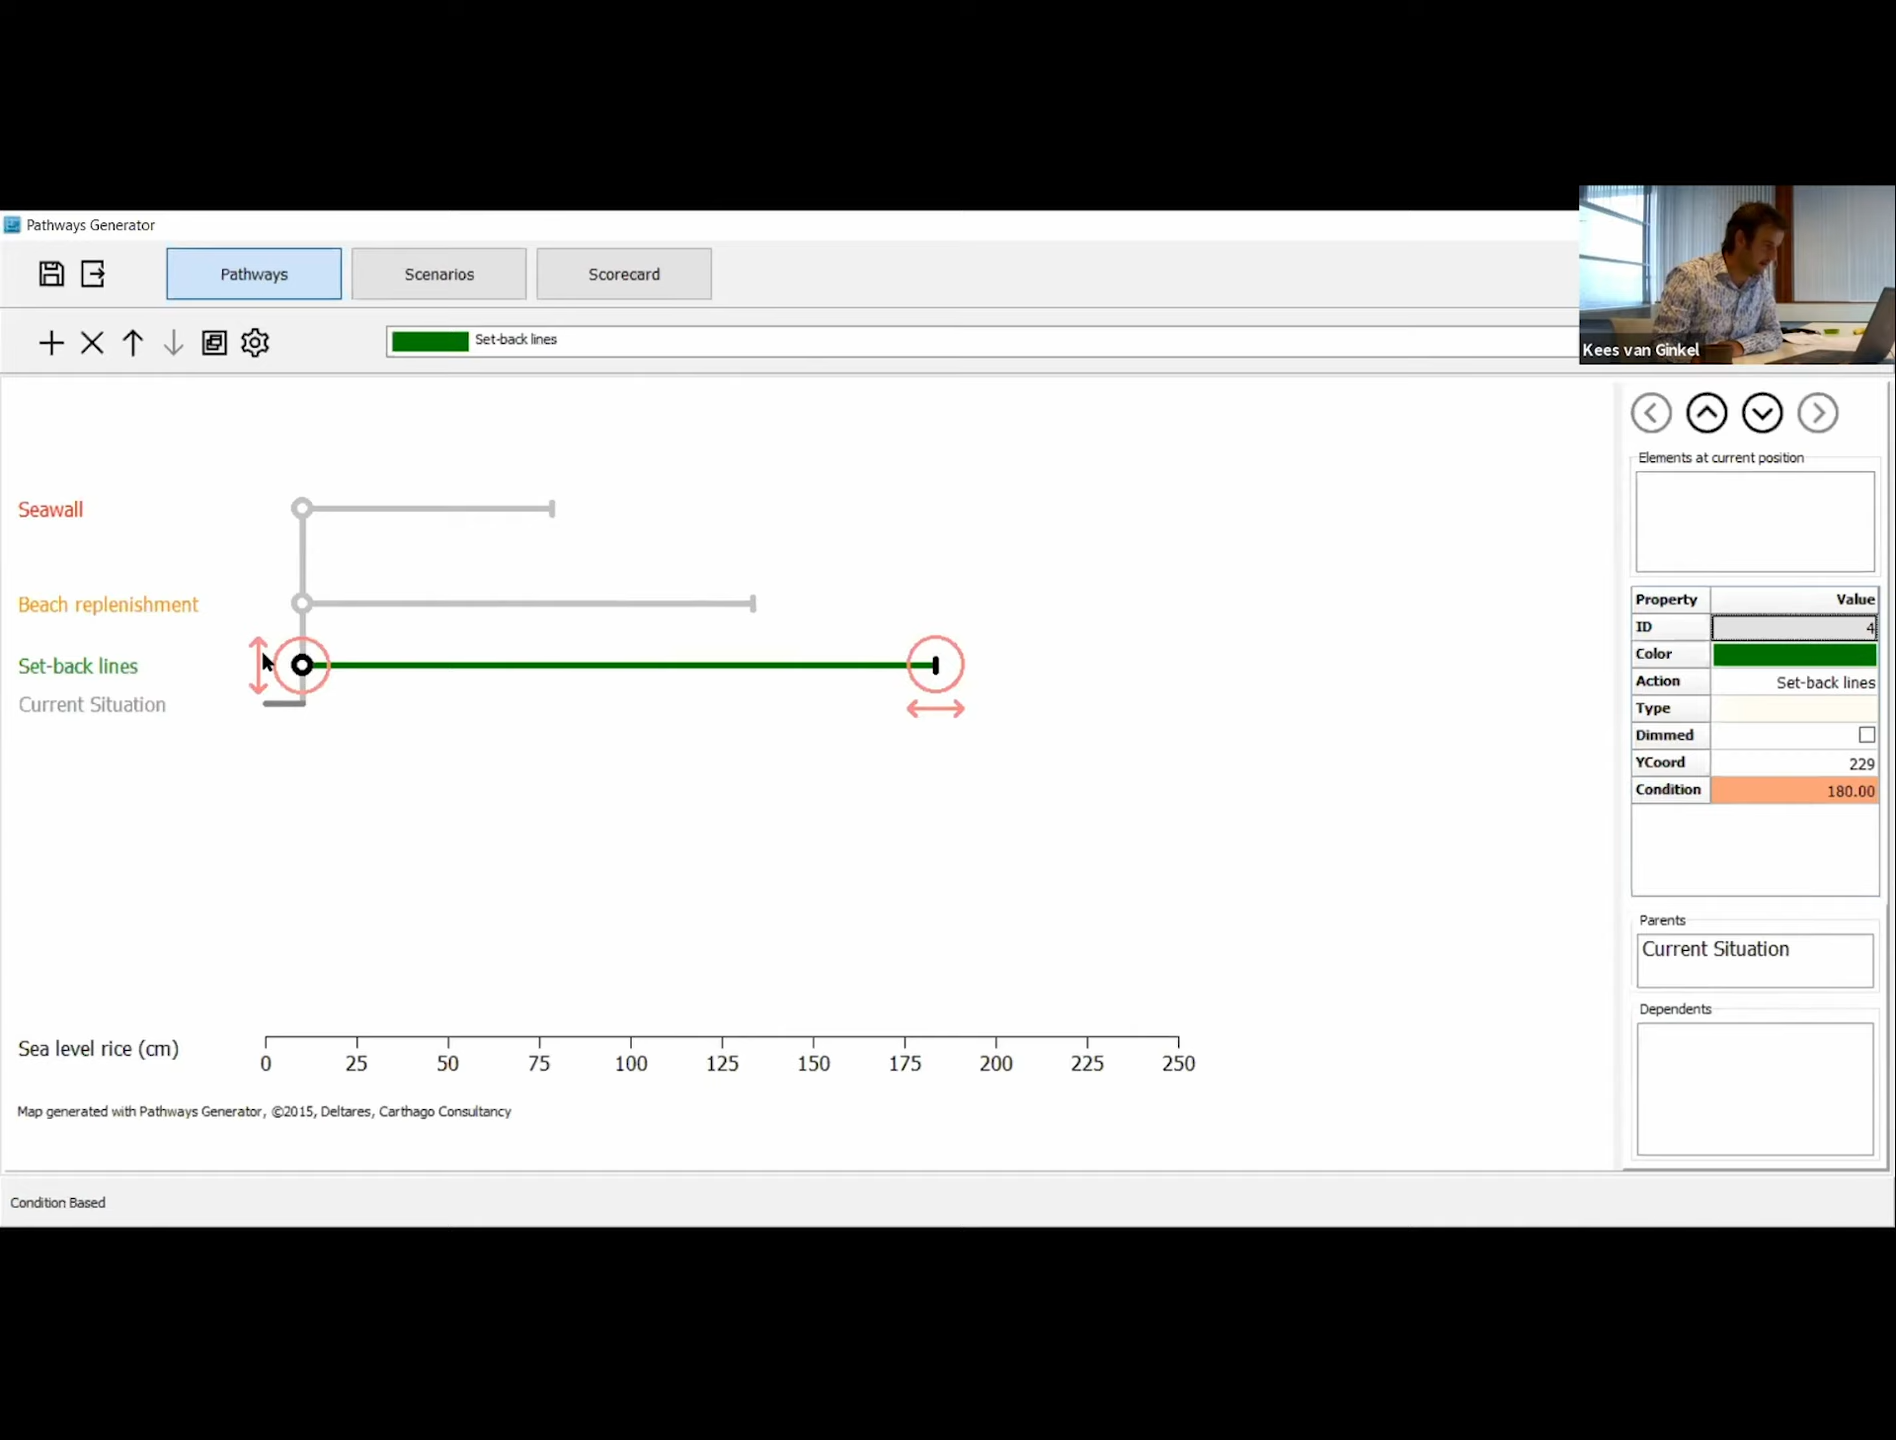 Pathways Generator
Pathways
Scenarios
Scorecard
Set-back lines
Kees van Ginkel
Elements at current position
Seawall
Beach replenishment
Set-back lines
Current Situation
Property Value
ID 4
Color
Action Set-back lines
Type
Dimmed
YCoord 229
Condition 180.00
Parents
Current Situation
Dependents
Sea level rice (cm)
0 25 50 75 100 125 150 175 200 225 250
Map generated with Pathways Generator, ©2015, Deltares, Carthago Consultancy
Condition Based